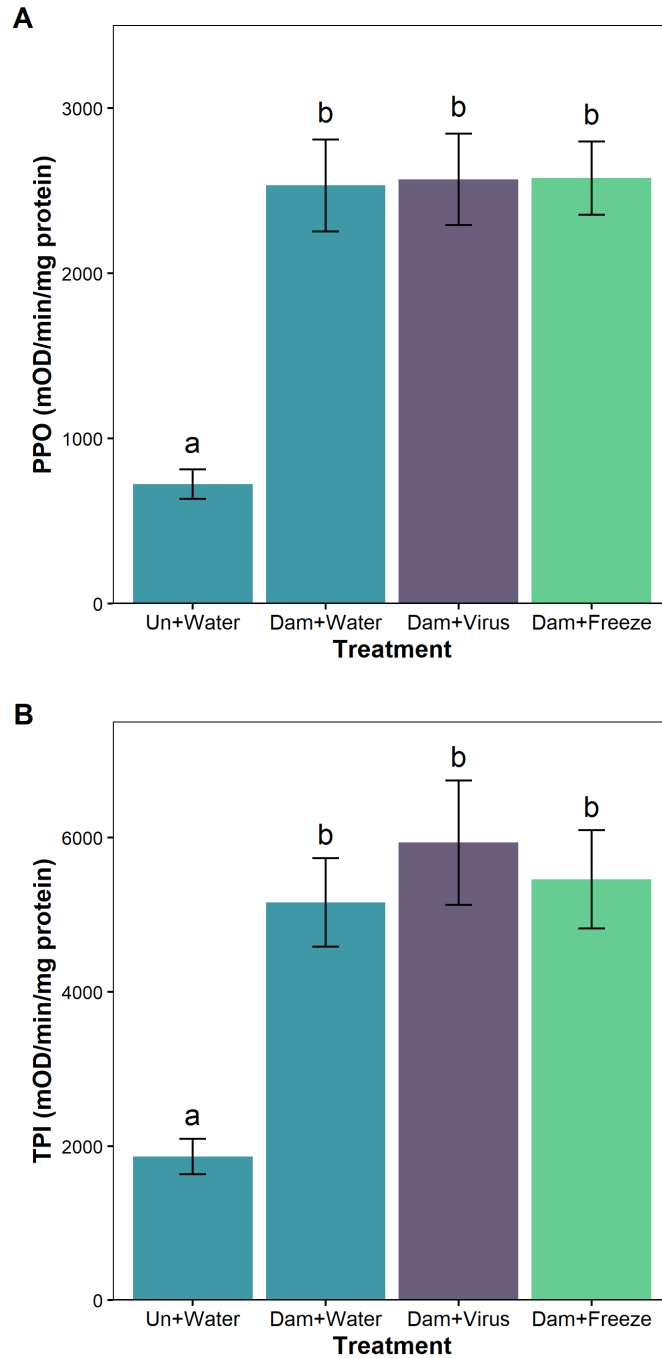 A
PPO (mOD/min/mg protein)
3000
2000
1000
0
a
b
b
b
Un+Water
Dam+Water
Dam+Virus
Dam+Freeze
Treatment
B
TPI (mOD/min/mg protein)
6000
4000
2000
0
a
b
b
b
Un+Water
Dam+Water
Dam+Virus
Dam+Freeze
Treatment